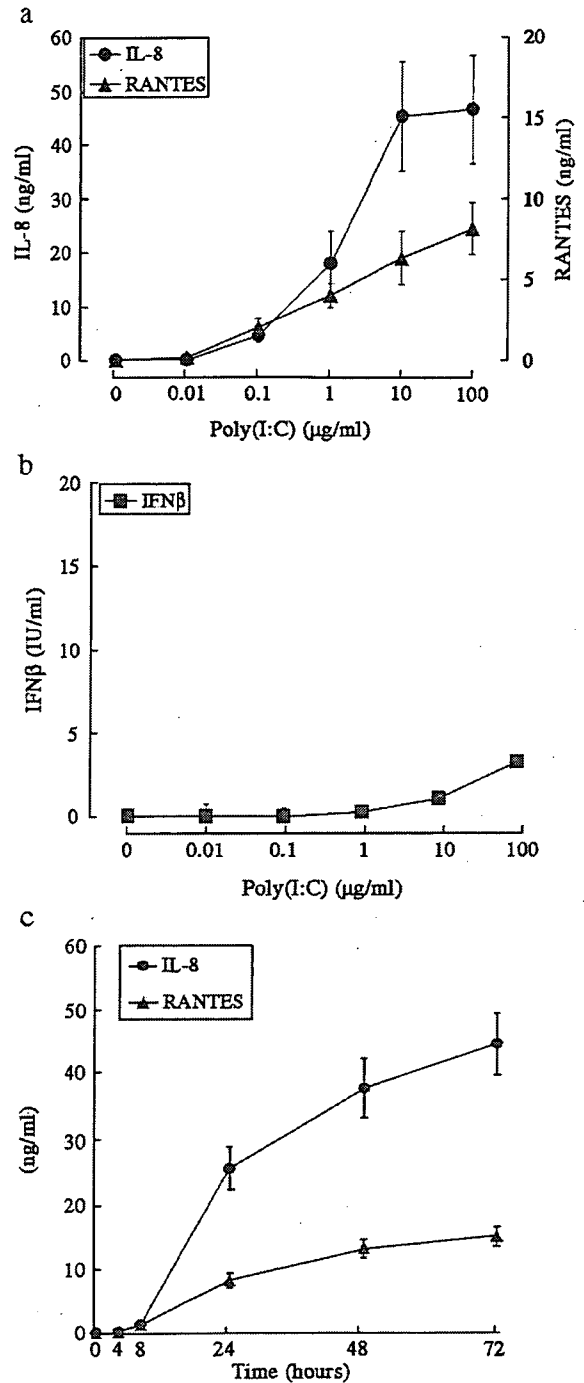 a
IL-8
RANTES
60
50
40
30
20
10
0
IL-8 (ng/ml)
20
15
10
5
0
RANTES (ng/ml)
0 0.01 0.1 1 10 100
Poly(I:C) (μg/ml)
b
IFNβ
20
15
10
5
0
IFNβ (IU/ml)
0 0.01 0.1 1 10 100
Poly(I:C) (μg/ml)
c
IL-8
RANTES
60
50
40
30
20
10
0
(ng/ml)
0 4 8 24 48 72
Time (hours)